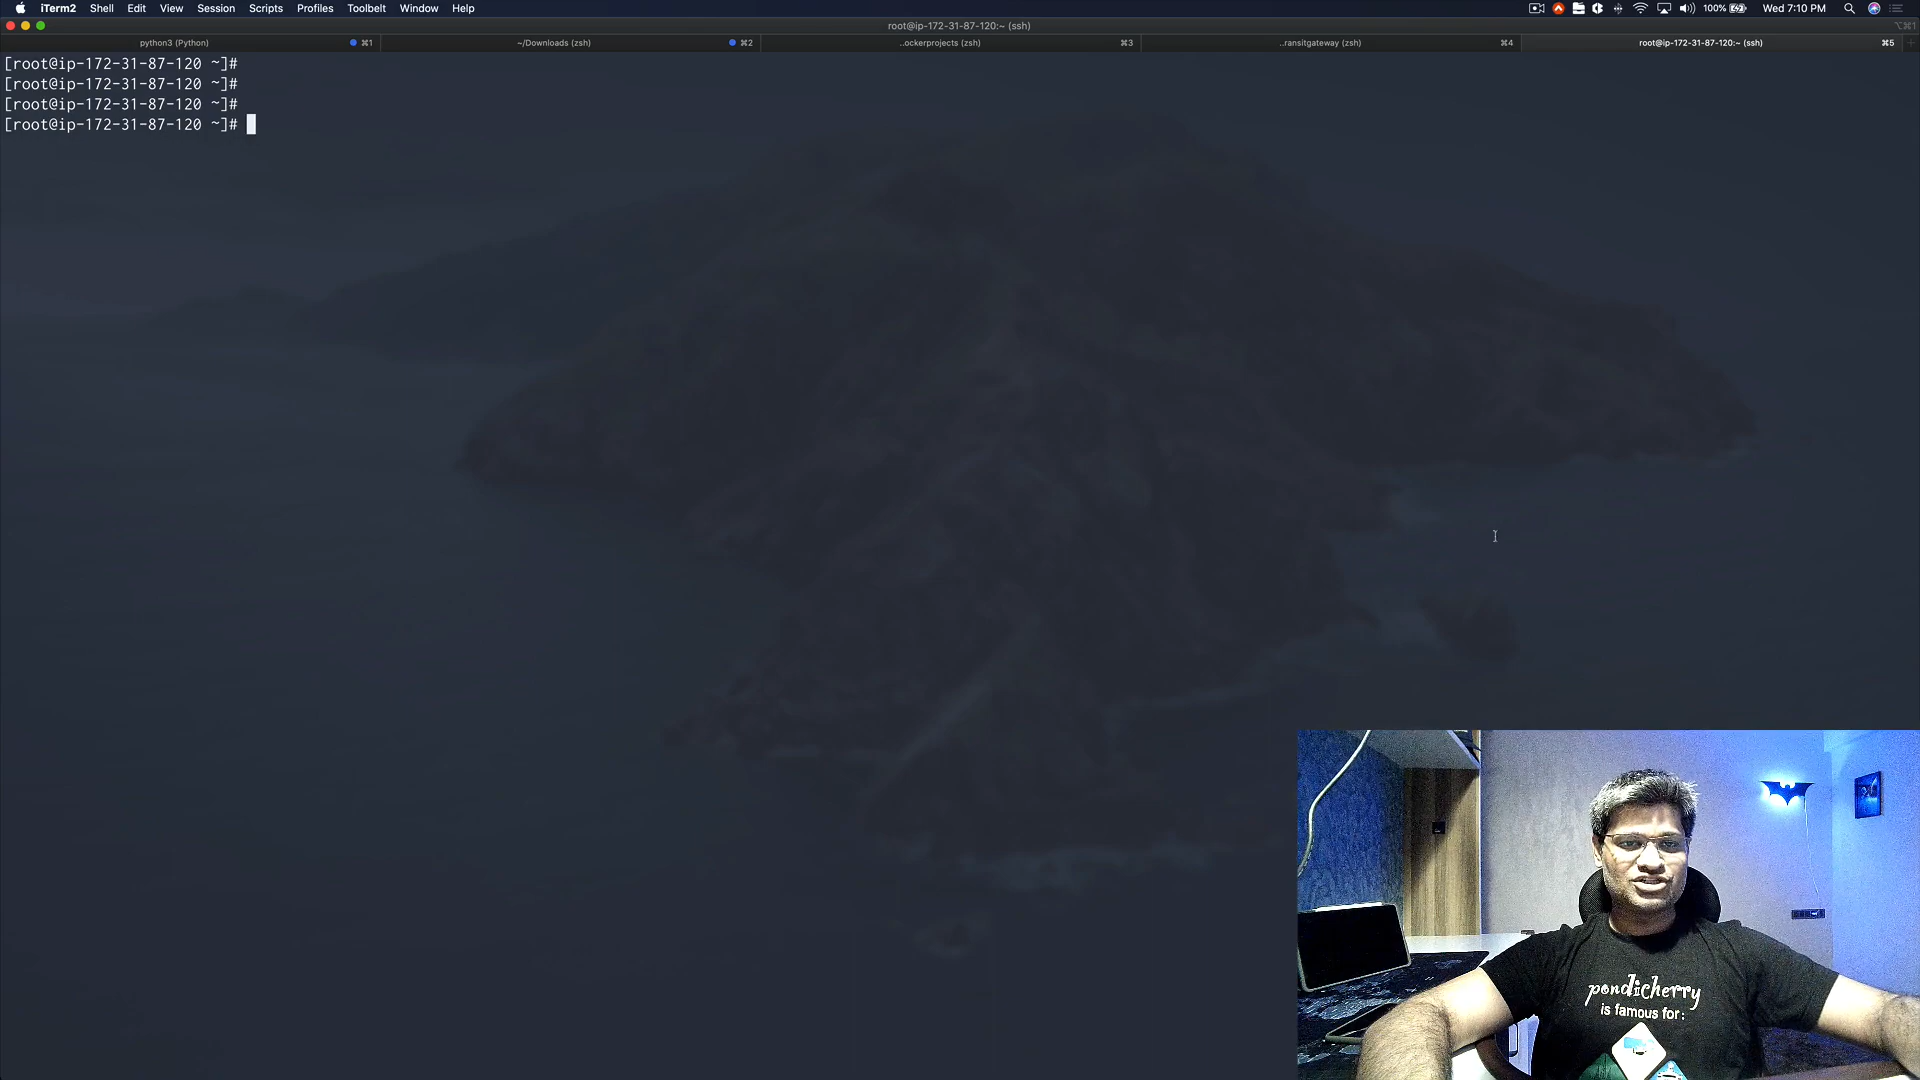 iTerm2 Shell Edit View Session Scripts Profiles Toolbelt Window Help 100% Wed 7:10 PM
root@ip-172-31-87-120:~ (ssh) ⌥⌘1
python3 (Python) ⌘1 ~/Downloads (zsh) ⌘2 ..ockerprojects (zsh) ⌘3 ..ransitgateway (zsh) ⌘4 root@ip-172-31-87-120:~ (ssh) ⌘5
[root@ip-172-31-87-120 ~]#
[root@ip-172-31-87-120 ~]#
[root@ip-172-31-87-120 ~]#
[root@ip-172-31-87-120 ~]#
pondicherry
is famous for: